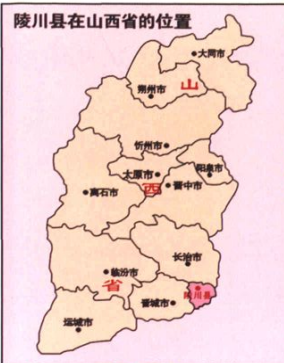 陵川县在山西省的位置
大同市
朔州市
山
忻州市
阳泉市
太原市
西
晋中市
离石市
长治市
临汾市
省
陵川县
晋城市
运城市